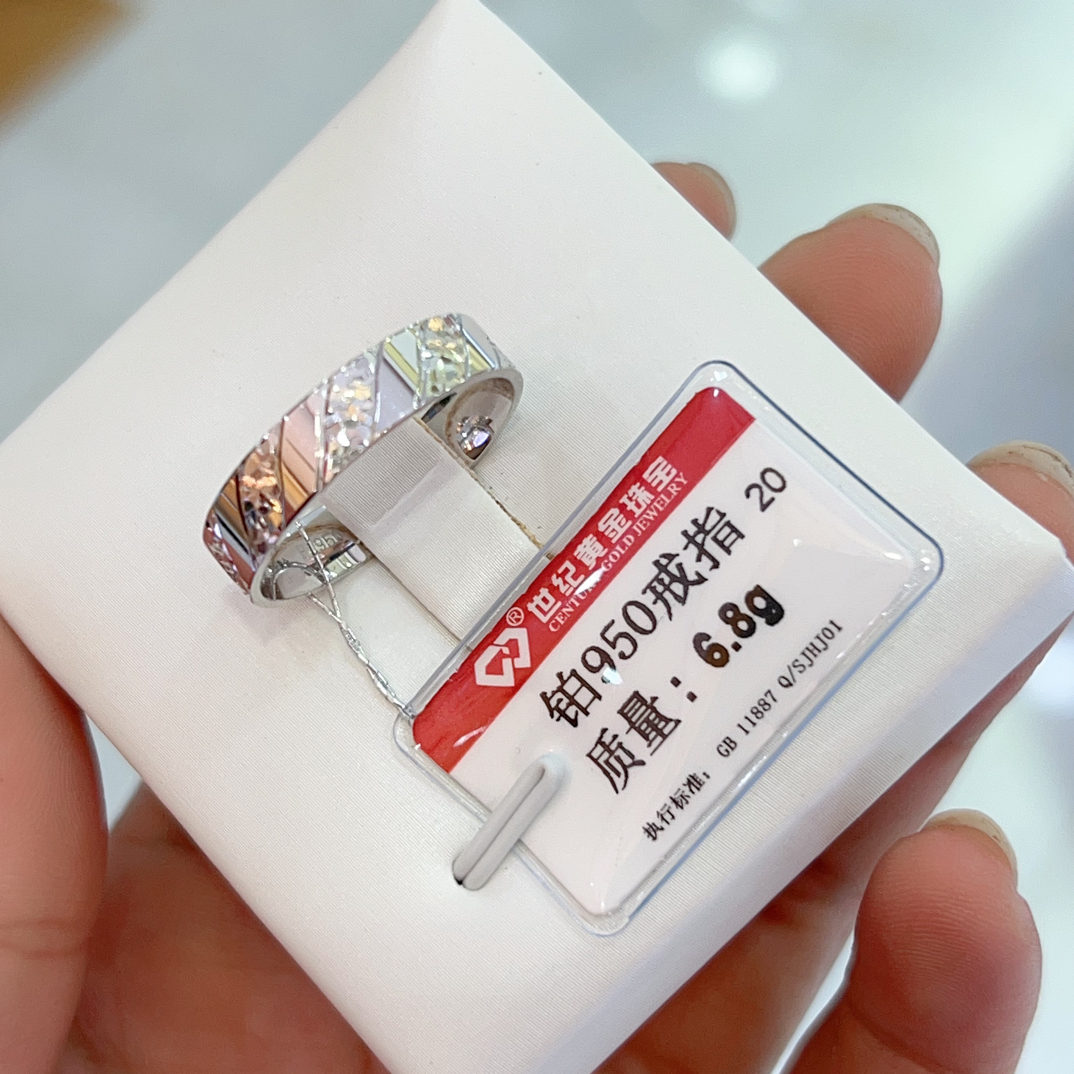 世纪黄金珠宝
CENTURY GOLD JEWELRY
铂950戒指 20
质量：6.8g
执行标准：GB 11887 Q/SJHJ01